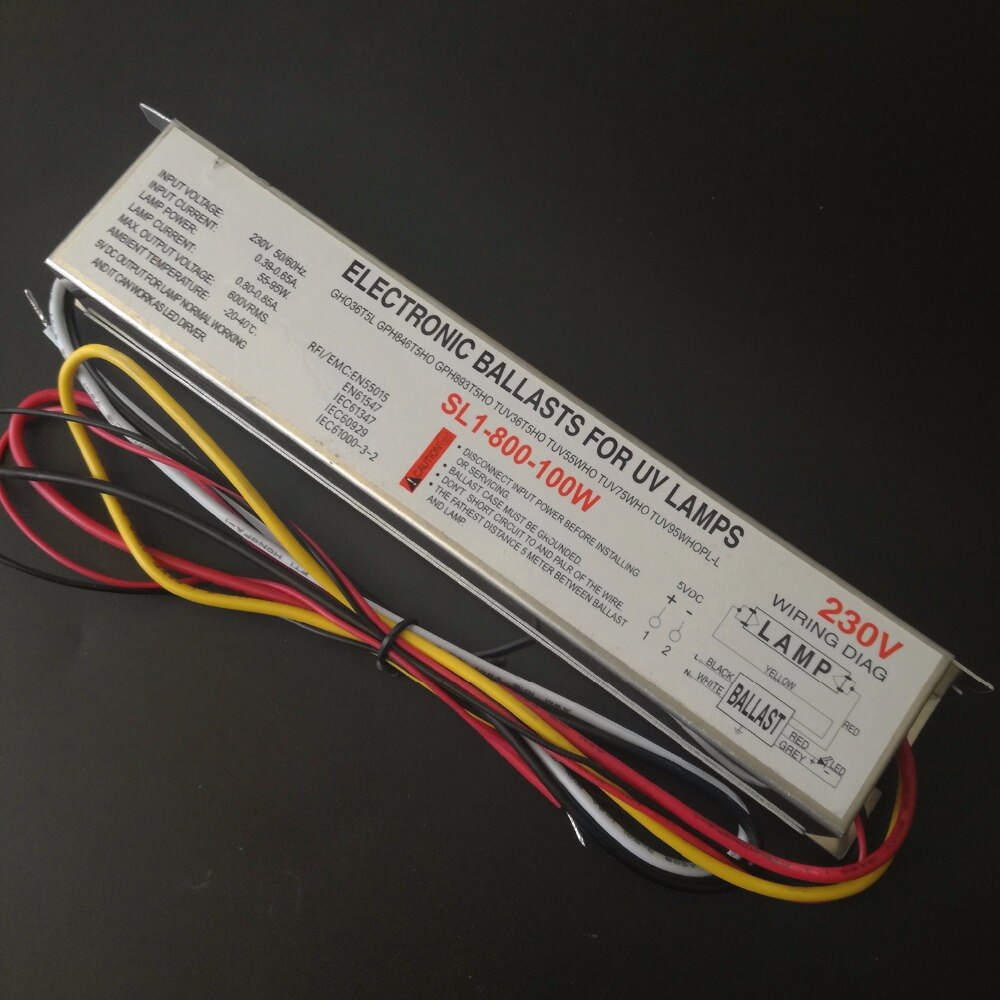 INPUT VOLTAGE: 230V 50/60Hz.
INPUT CURRENT: 0.39-0.65A.
LAMP POWER. 55-95W.
LAMP CURRENT: 0.80-0.85A.
MAX. OUTPUT VOLTAGE: 600VRMS.
AMBIENT TEMPERATURE: -20-40℃.
5V DC OUTPUT FOR LAMP NORMAL WORKING
AND IT CAN WORK AS LED DIRVER.
RFI/EMC:EN55015
EN61547
IEC61347
IEC60929
IEC61000-3-2
ELECTRONIC BALLASTS FOR UV LAMPS
GHO36T5L GPH846T5HO GPH893T5HO TUV36T5HO TUV55WHO TUV75WHO TUV95WHOPL-L
SL1-800-100W
CAUTION
• DISCONNECT INPUT POWER BEFORE INSTALLING
OR SERVICING.
• BALLAST CASE MUST BE GROUNDED
• DON'T SHORT CIRCUIT TO AND PALR OF THE WIRE.
• THE FATHEST DISTANCE 5 METER BETWEEN BALLAST
AND LAMP
5VDC
+ -
1 2
230V
WIRING DIAG
LAMP
YELLOW
RED
L BLACK
N WHITE
BALLAST
RED
GREY + - LED